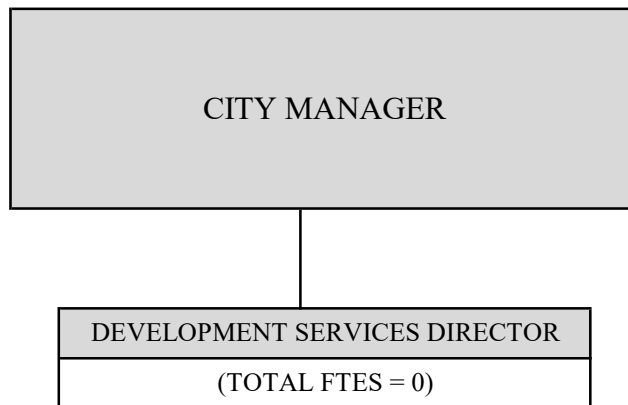 CITY MANAGER
DEVELOPMENT SERVICES DIRECTOR
(TOTAL FTES = 0)